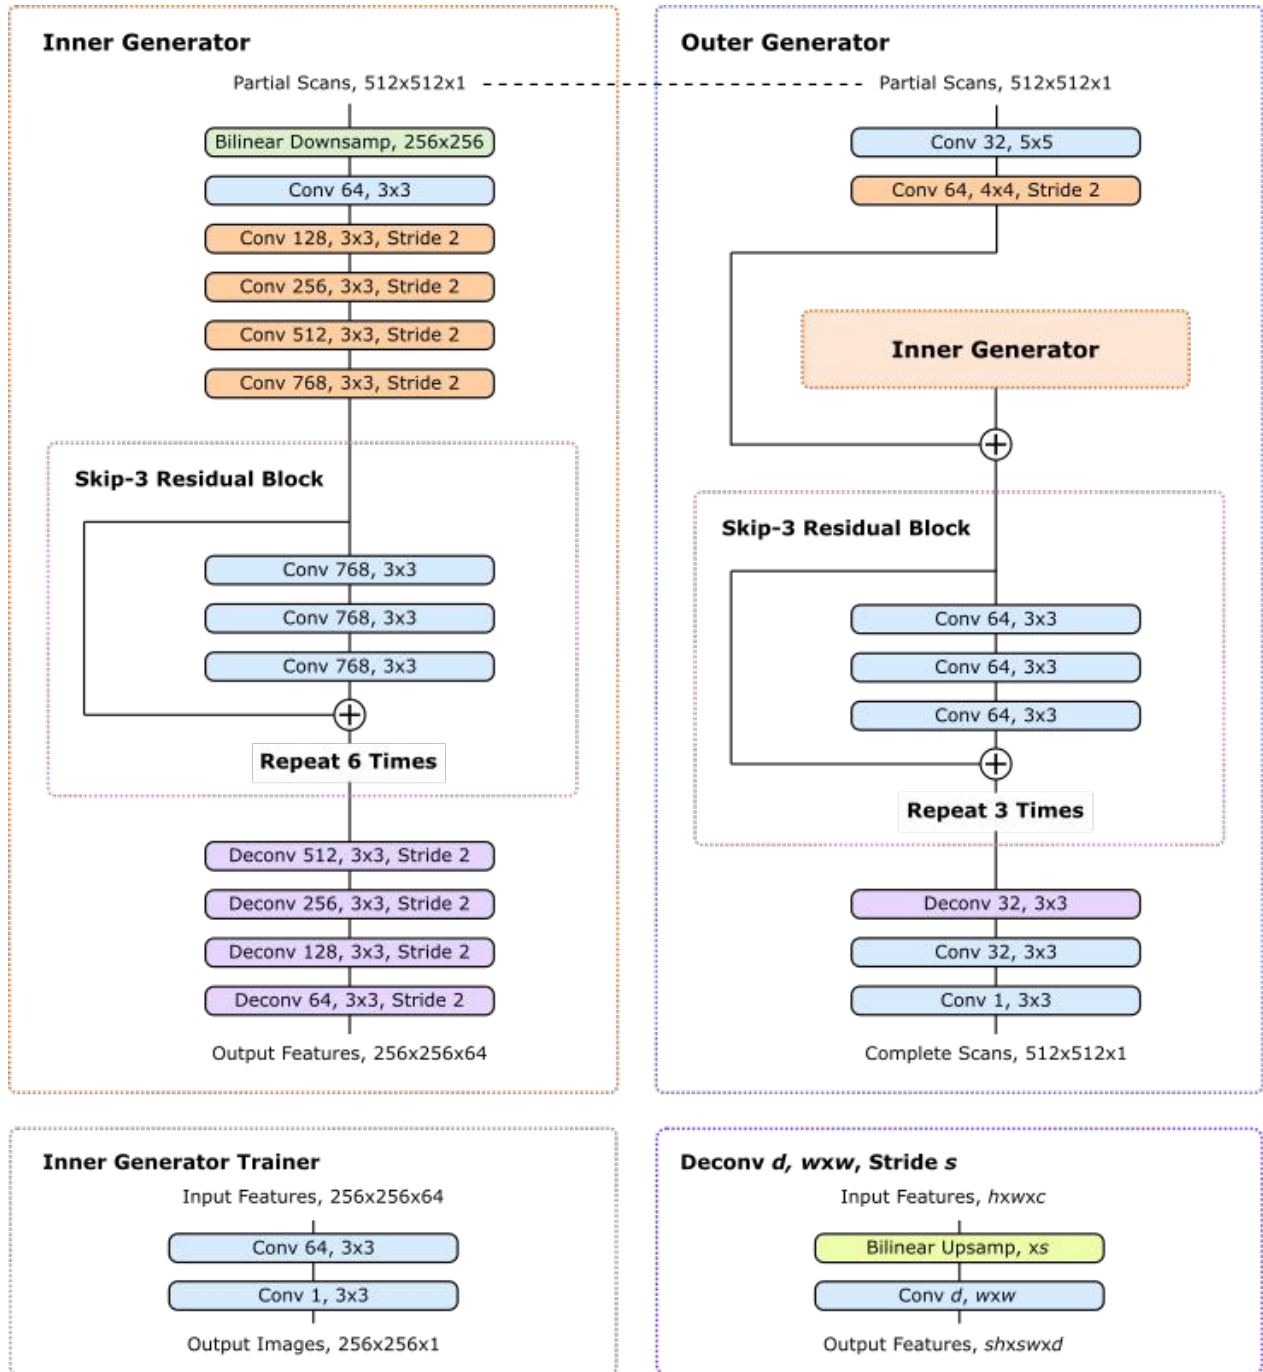 Inner Generator
Partial Scans, 512x512x1
Bilinear Downsamp, 256x256
Conv 64, 3x3
Conv 128, 3x3, Stride 2
Conv 256, 3x3, Stride 2
Conv 512, 3x3, Stride 2
Conv 768, 3x3, Stride 2
Skip-3 Residual Block
Conv 768, 3x3
Conv 768, 3x3
Conv 768, 3x3
Repeat 6 Times
Deconv 512, 3x3, Stride 2
Deconv 256, 3x3, Stride 2
Deconv 128, 3x3, Stride 2
Deconv 64, 3x3, Stride 2
Output Features, 256x256x64
Outer Generator
Partial Scans, 512x512x1
Conv 32, 5x5
Conv 64, 4x4, Stride 2
Inner Generator
Skip-3 Residual Block
Conv 64, 3x3
Conv 64, 3x3
Conv 64, 3x3
Repeat 3 Times
Deconv 32, 3x3
Conv 32, 3x3
Conv 1, 3x3
Complete Scans, 512x512x1
Inner Generator Trainer
Input Features, 256x256x64
Conv 64, 3x3
Conv 1, 3x3
Output Images, 256x256x1
Deconv d, wxw, Stride s
Input Features, hxwxc
Bilinear Upsamp, xs
Conv d, wxw
Output Features, shxswxd